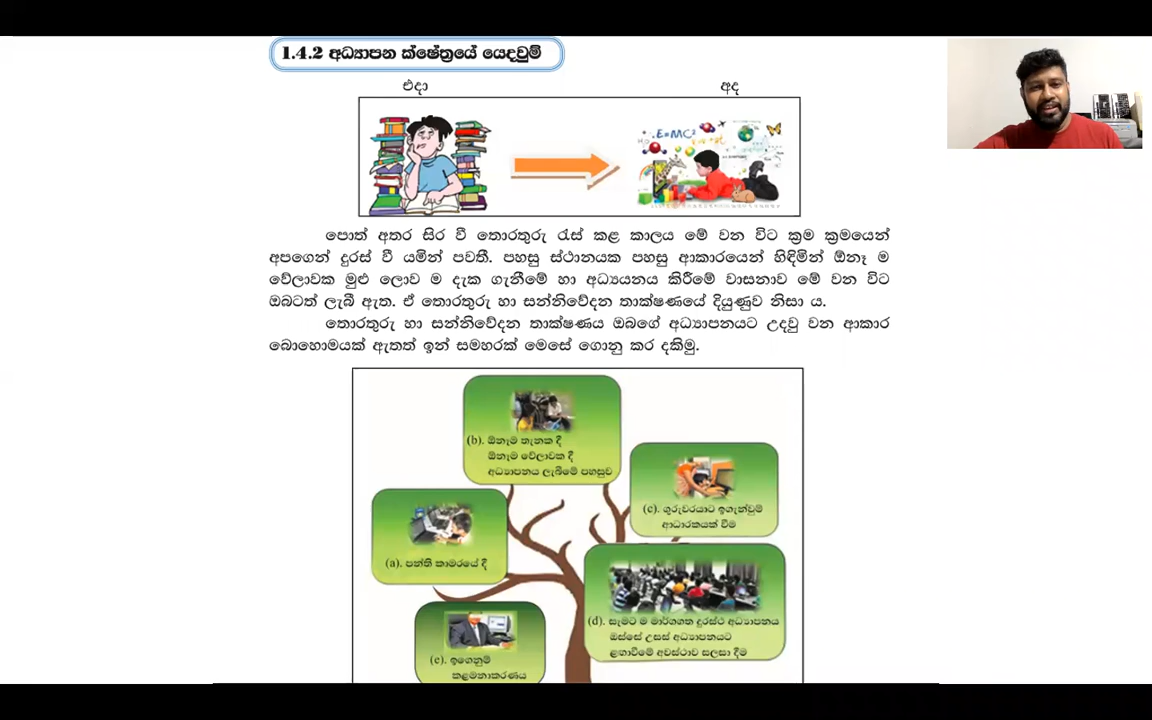 1.4.2 අධ්‍යාපන ක්ෂේත්‍රයේ යෙදවුම්
එදා
අද
E=MC²
පොත් අතර සිර වී තොරතුරු රැස් කළ කාලය මේ වන විට ක්‍රම ක්‍රමයෙන්
අපගෙන් දුරස් වී යමින් පවතී. පහසු ස්ථානයක පහසු ආකාරයෙන් හිඳිමින් ඕනෑ ම
වේලාවක මුළු ලොව ම දැක ගැනීමේ හා අධ්‍යයනය කිරීමේ වාසනාව මේ වන විට
ඔබටත් ලැබී ඇත. ඒ තොරතුරු හා සන්නිවේදන තාක්ෂණයේ දියුණුව නිසා ය.
තොරතුරු හා සන්නිවේදන තාක්ෂණය ඔබගේ අධ්‍යාපනයට උදවු වන ආකාර
බොහොමයක් ඇතත් ඉන් සමහරක් මෙසේ ගොනු කර දකිමු.
(b). ඕනෑම තැනක දී
ඕනෑම වේලාවක දී
අධ්‍යාපනය ලැබීමේ පහසුව
(c). ගුරුවරයාට ඉගැන්වුම්
ආධාරකයක් වීම
(a). පන්ති කාමරයේ දී
(d). සැමට ම මාර්ගගත දුරස්ථ අධ්‍යාපනය
ඔස්සේ උසස් අධ්‍යාපනයට
ළඟාවීමේ අවස්ථාව සලසා දීම
(e). ඉගෙනුම්
කළමනාකරණය